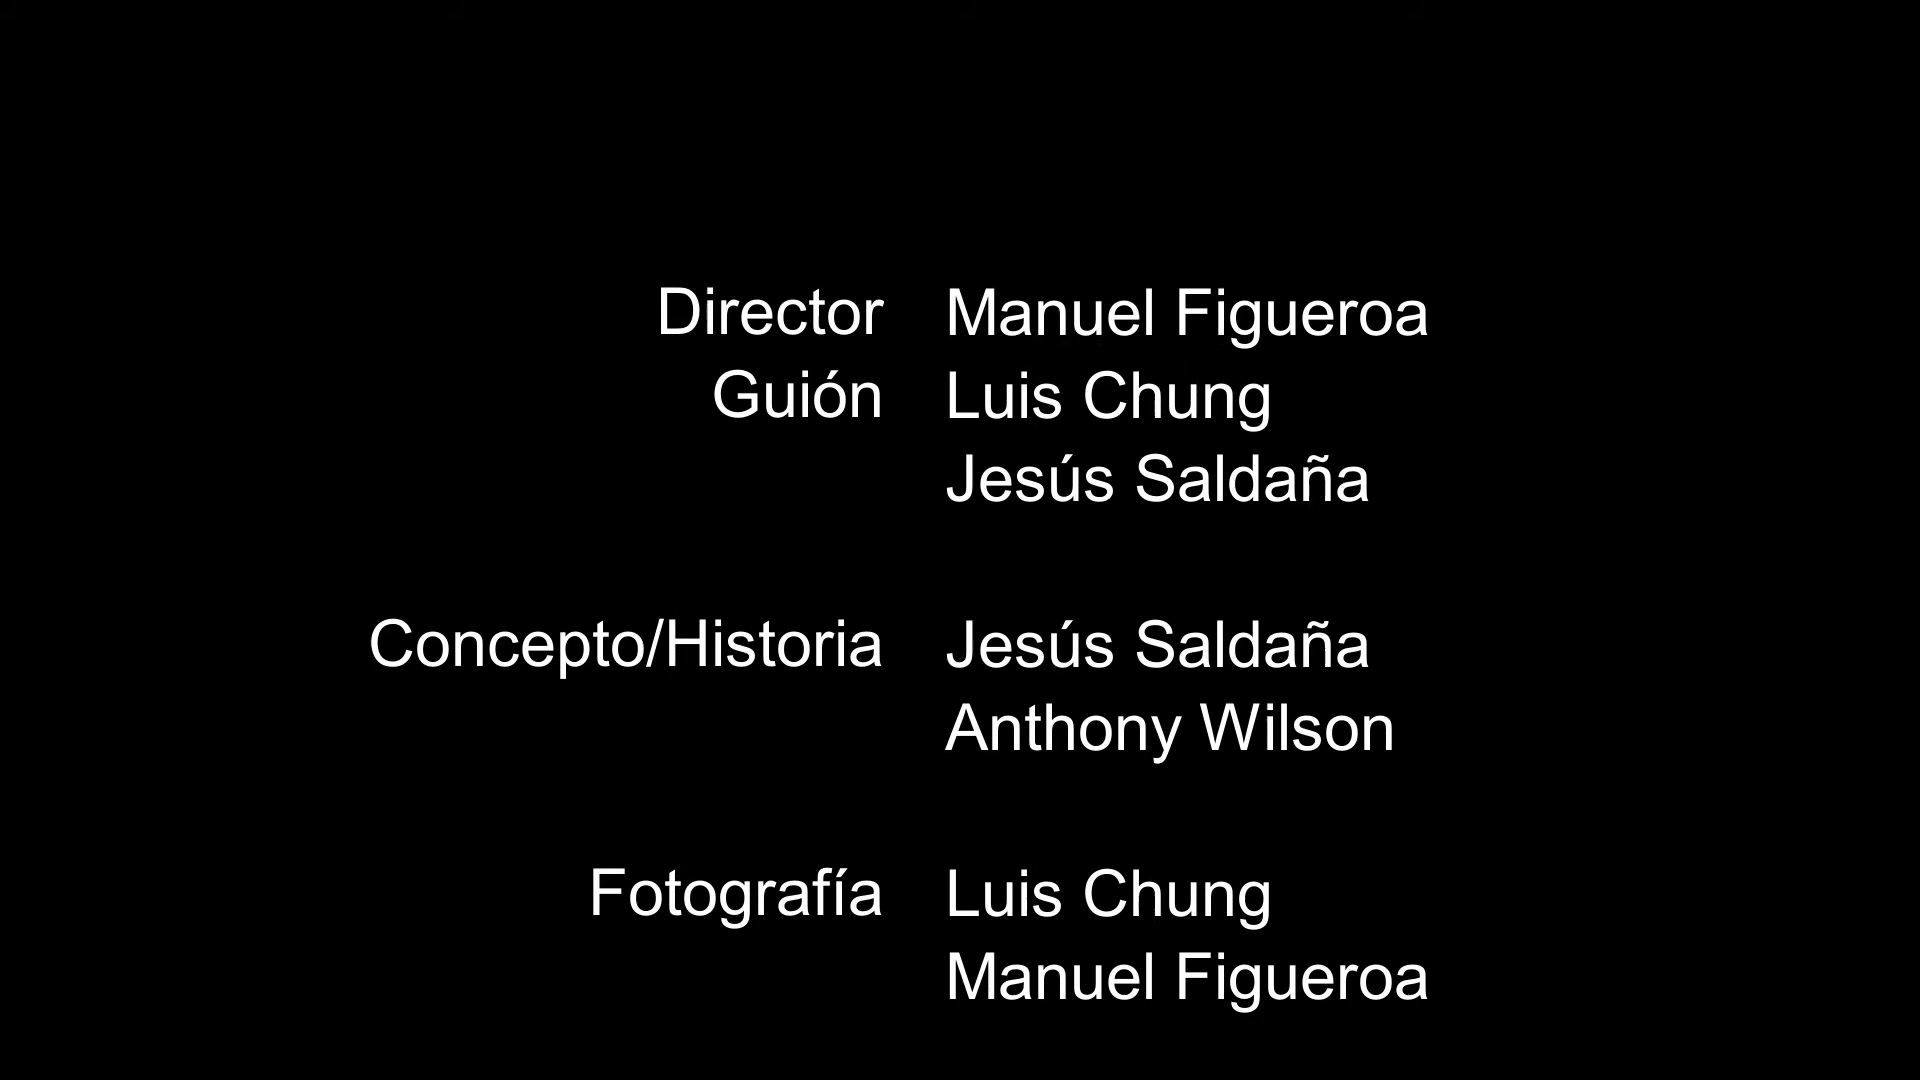 Director Manuel Figueroa
Guión Luis Chung
Jesús Saldaña
Concepto/Historia Jesús Saldaña
Anthony Wilson
Fotografía Luis Chung
Manuel Figueroa